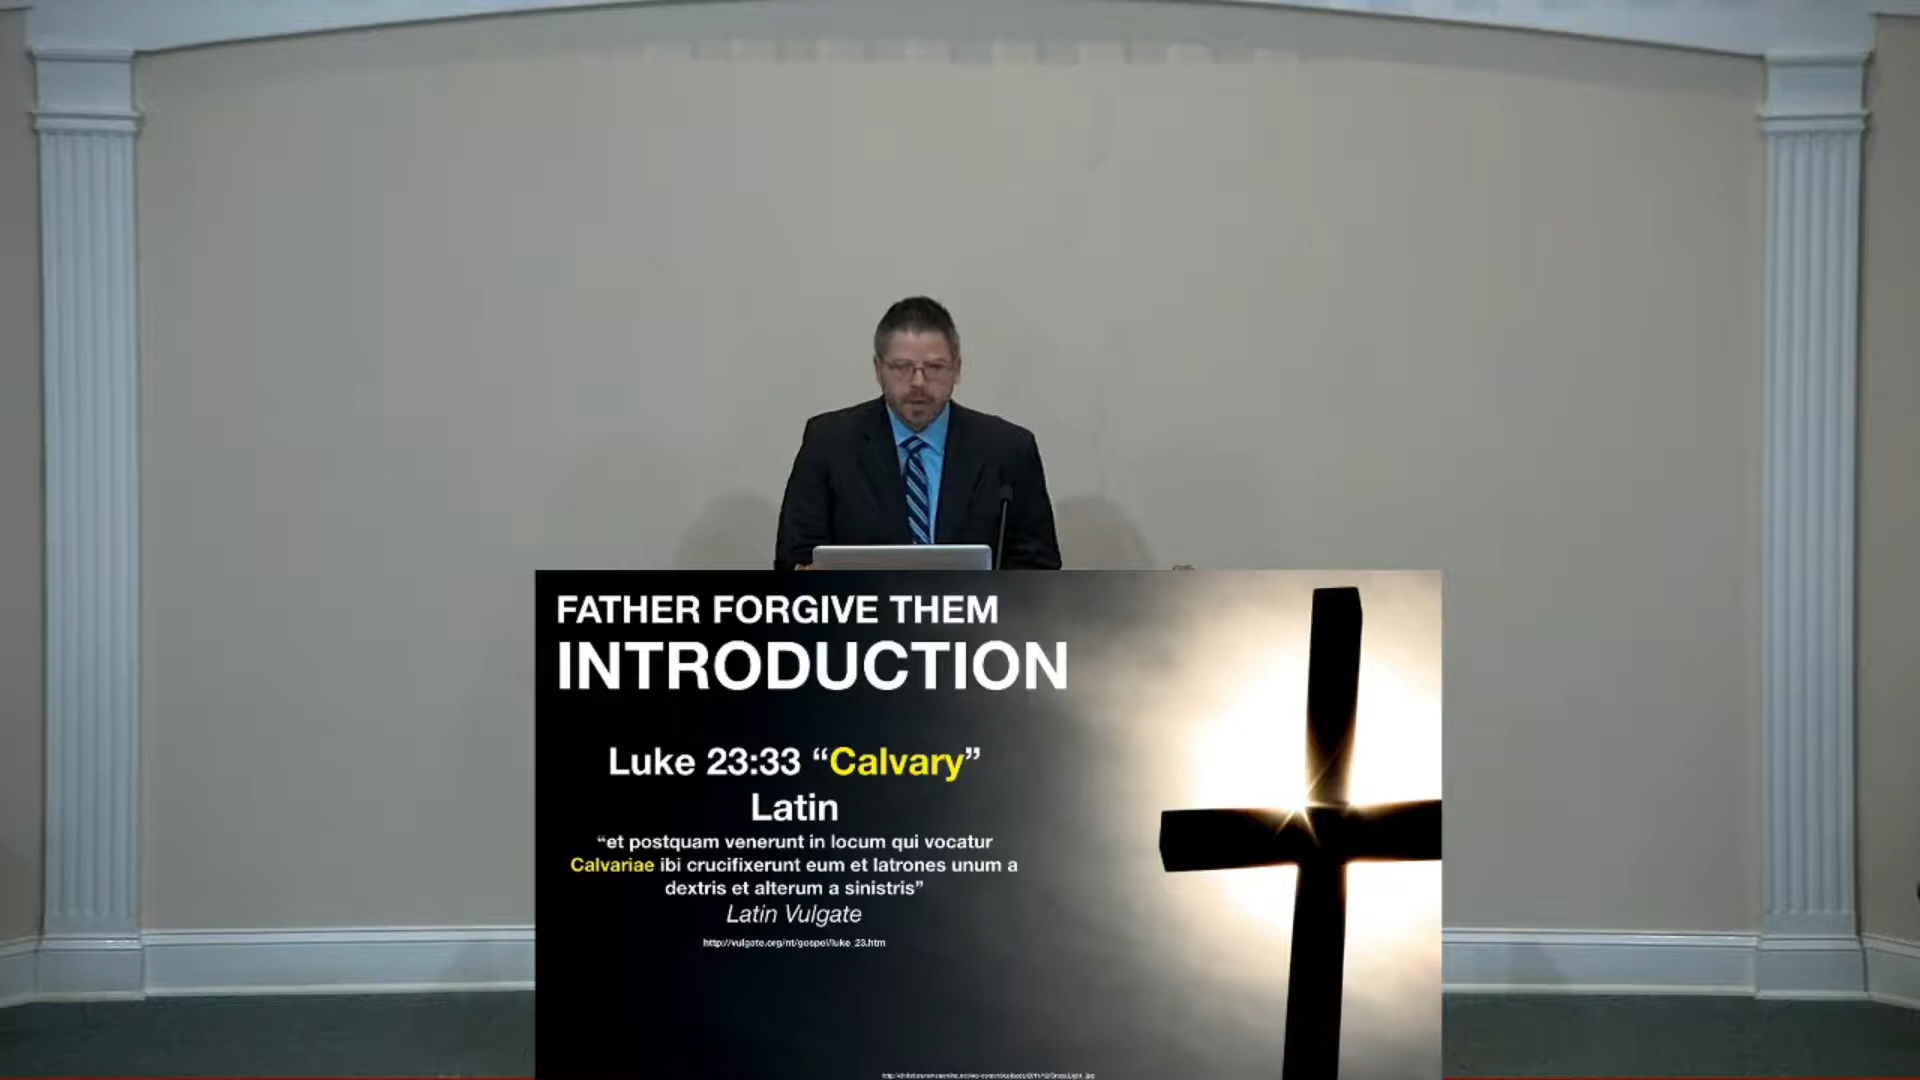 FATHER FORGIVE THEM
INTRODUCTION
Luke 23:33 “Calvary”
Latin
“et postquam venerunt in locum qui vocatur
Calvariae ibi crucifixerunt eum et latrones unum a
dextris et alterum a sinistris”
Latin Vulgate
http://vulgate.org/nt/gospel/luke_23.htm